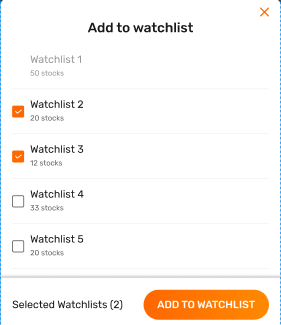 Add to watchlist
Watchlist 1
50 stocks
Watchlist 2
20 stocks
Watchlist 3
12 stocks
Watchlist 4
33 stocks
Watchlist 5
20 stocks
Selected Watchlists (2)
ADD TO WATCHLIST